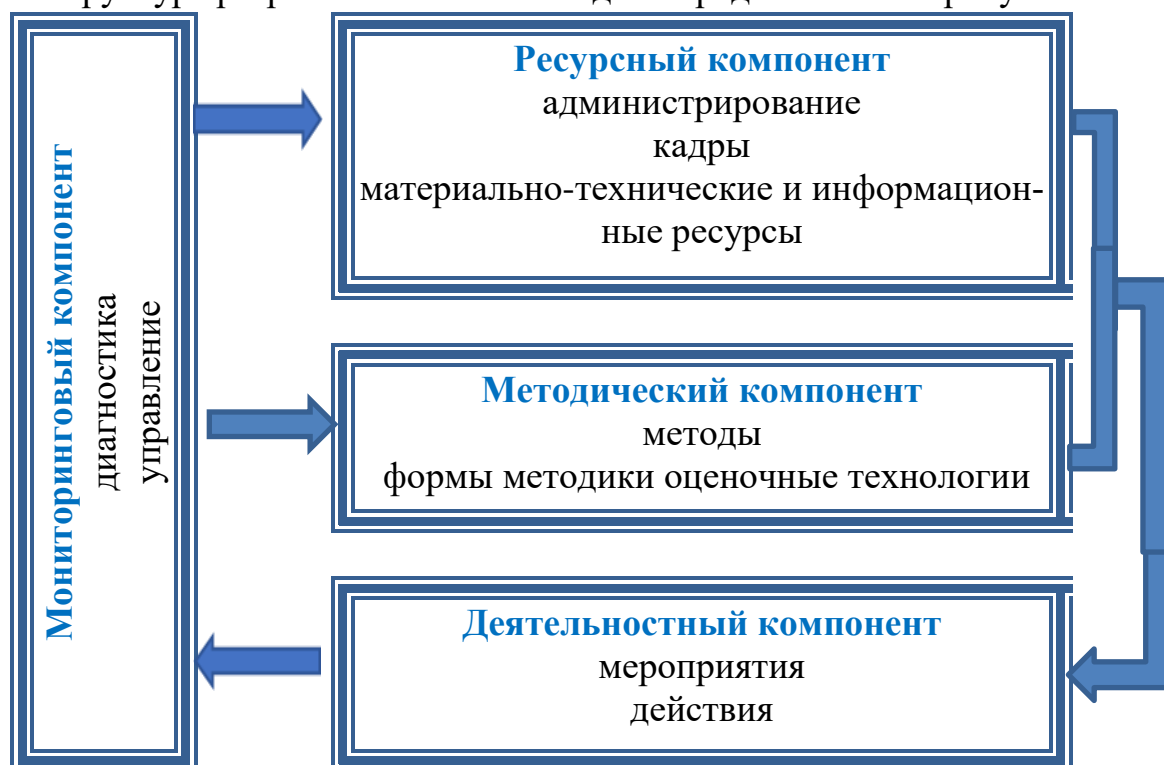 Мониторинговый компонент
диагностика
управление
Ресурсный компонент
администрирование
кадры
материально-технические и информацион-
ные ресурсы
Методический компонент
методы
формы методики оценочные технологии
Деятельностный компонент
мероприятия
действия